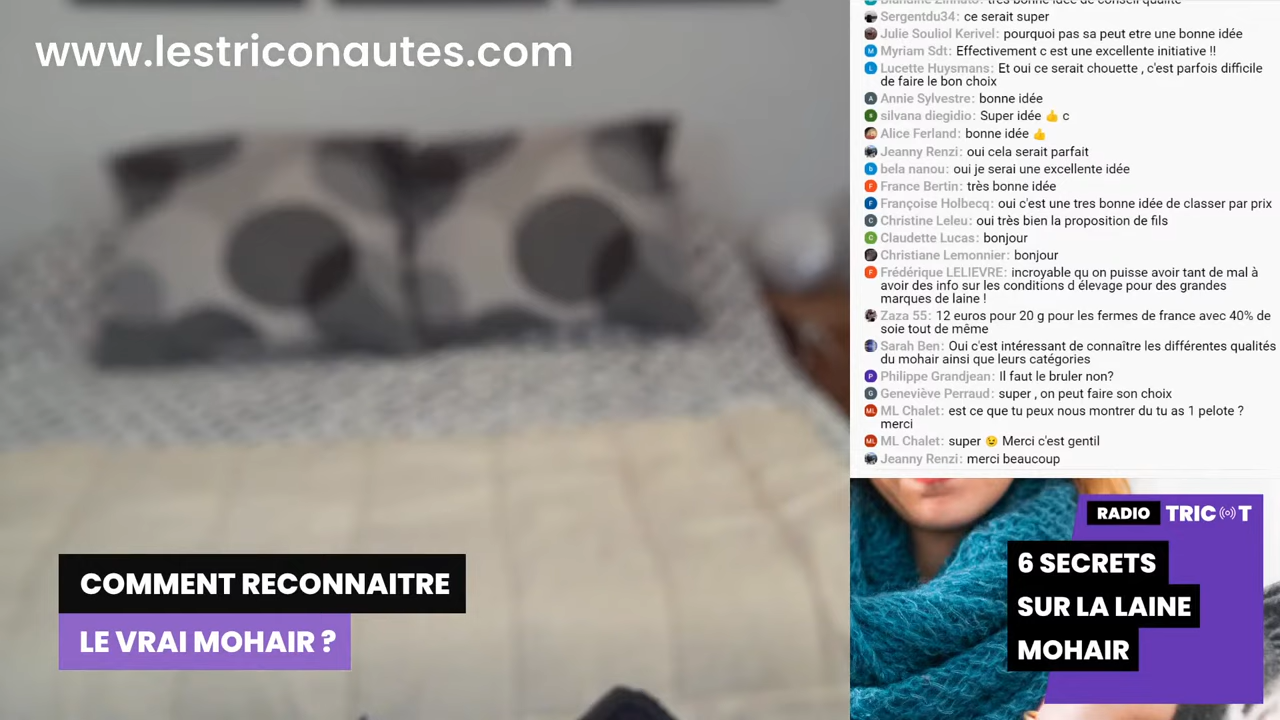 www.lestriconautes.com
COMMENT RECONNAITRE
LE VRAI MOHAIR ?
Sergentdu34: ce serait super
Julie Souliol Kerivel: pourquoi pas sa peut etre une bonne idée
Myriam Sdt: Effectivement c est une excellente initiative !!
Lucette Huysmans: Et oui ce serait chouette , c'est parfois difficile
de faire le bon choix
Annie Sylvestre: bonne idée
silvana diegidio: Super idée 👍 c
Alice Ferland: bonne idée 👍
Jeanny Renzi: oui cela serait parfait
bela nanou: oui je serai une excellente idée
France Bertin: très bonne idée
Françoise Holbecq: oui c'est une tres bonne idée de classer par prix
Christine Leleu: oui très bien la proposition de fils
Claudette Lucas: bonjour
Christiane Lemonnier: bonjour
Frédérique LELIEVRE: incroyable qu on puisse avoir tant de mal à
avoir des info sur les conditions d élevage pour des grandes
marques de laine !
Zaza 55: 12 euros pour 20 g pour les fermes de france avec 40% de
soie tout de même
Sarah Ben: Oui c'est intéressant de connaître les différentes qualités
du mohair ainsi que leurs catégories
Philippe Grandjean: Il faut le bruler non?
Geneviève Perraud: super , on peut faire son choix
ML Chalet: est ce que tu peux nous montrer du tu as 1 pelote ?
merci
ML Chalet: super 😉 Merci c'est gentil
Jeanny Renzi: merci beaucoup
RADIO TRICOT
6 SECRETS
SUR LA LAINE
MOHAIR